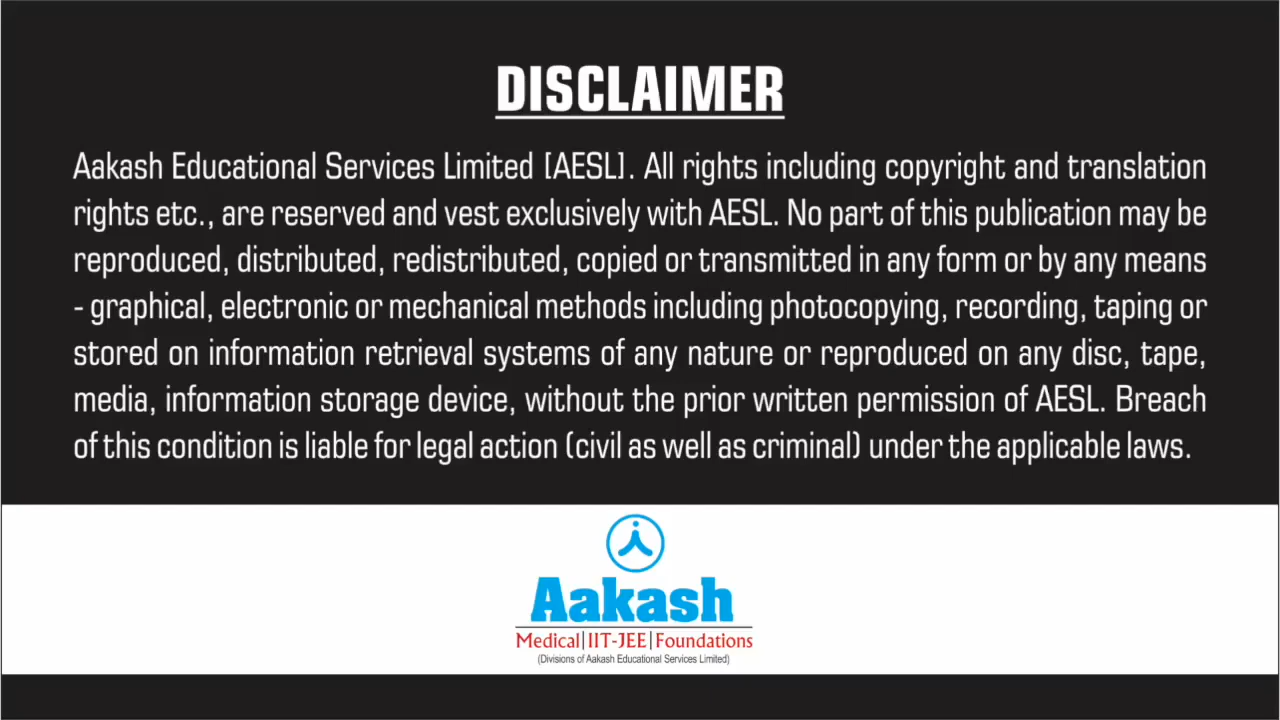 DISCLAIMER
Aakash Educational Services Limited [AESL]. All rights including copyright and translation
rights etc., are reserved and vest exclusively with AESL. No part of this publication may be
reproduced, distributed, redistributed, copied or transmitted in any form or by any means
- graphical, electronic or mechanical methods including photocopying, recording, taping or
stored on information retrieval systems of any nature or reproduced on any disc, tape,
media, information storage device, without the prior written permission of AESL. Breach
of this condition is liable for legal action (civil as well as criminal) under the applicable laws.
Aakash
Medical|IIT-JEE|Foundations
(Divisions of Aakash Educational Services Limited)